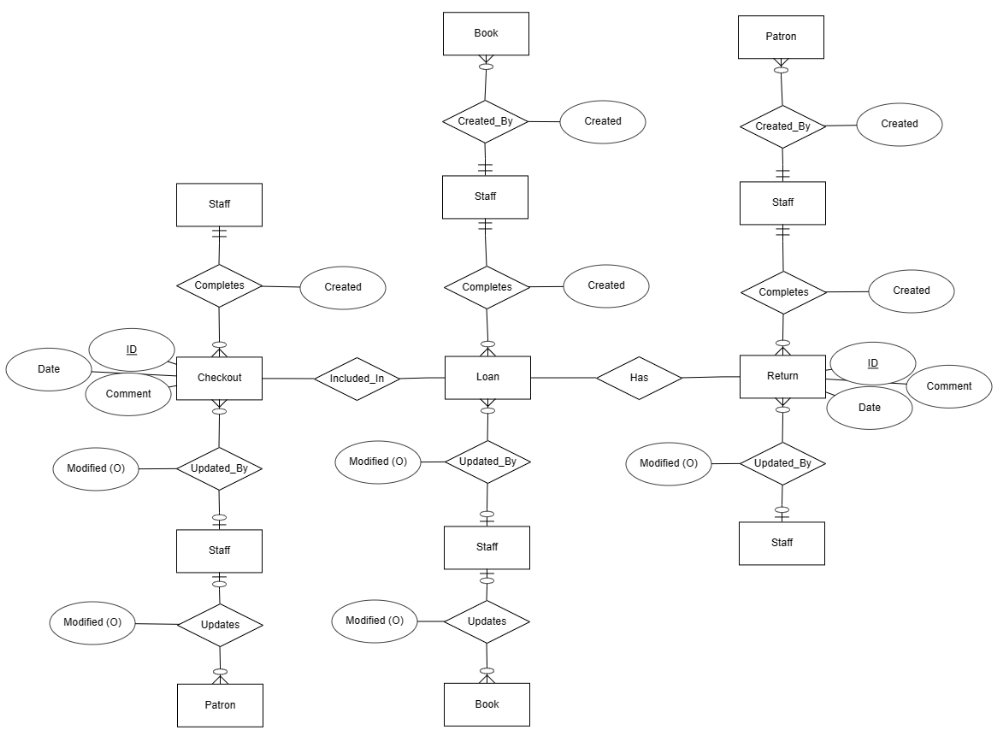 Book
Patron
Created_By
Created
Created_By
Created
Staff
Staff
Staff
Completes
Created
Completes
Created
Completes
Created
ID
Date
Comment
Checkout
Included_In
Loan
Has
Return
ID
Comment
Date
Modified (O)
Updated_By
Modified (O)
Updated_By
Modified (O)
Updated_By
Staff
Staff
Staff
Modified (O)
Updates
Modified (O)
Updates
Patron
Book